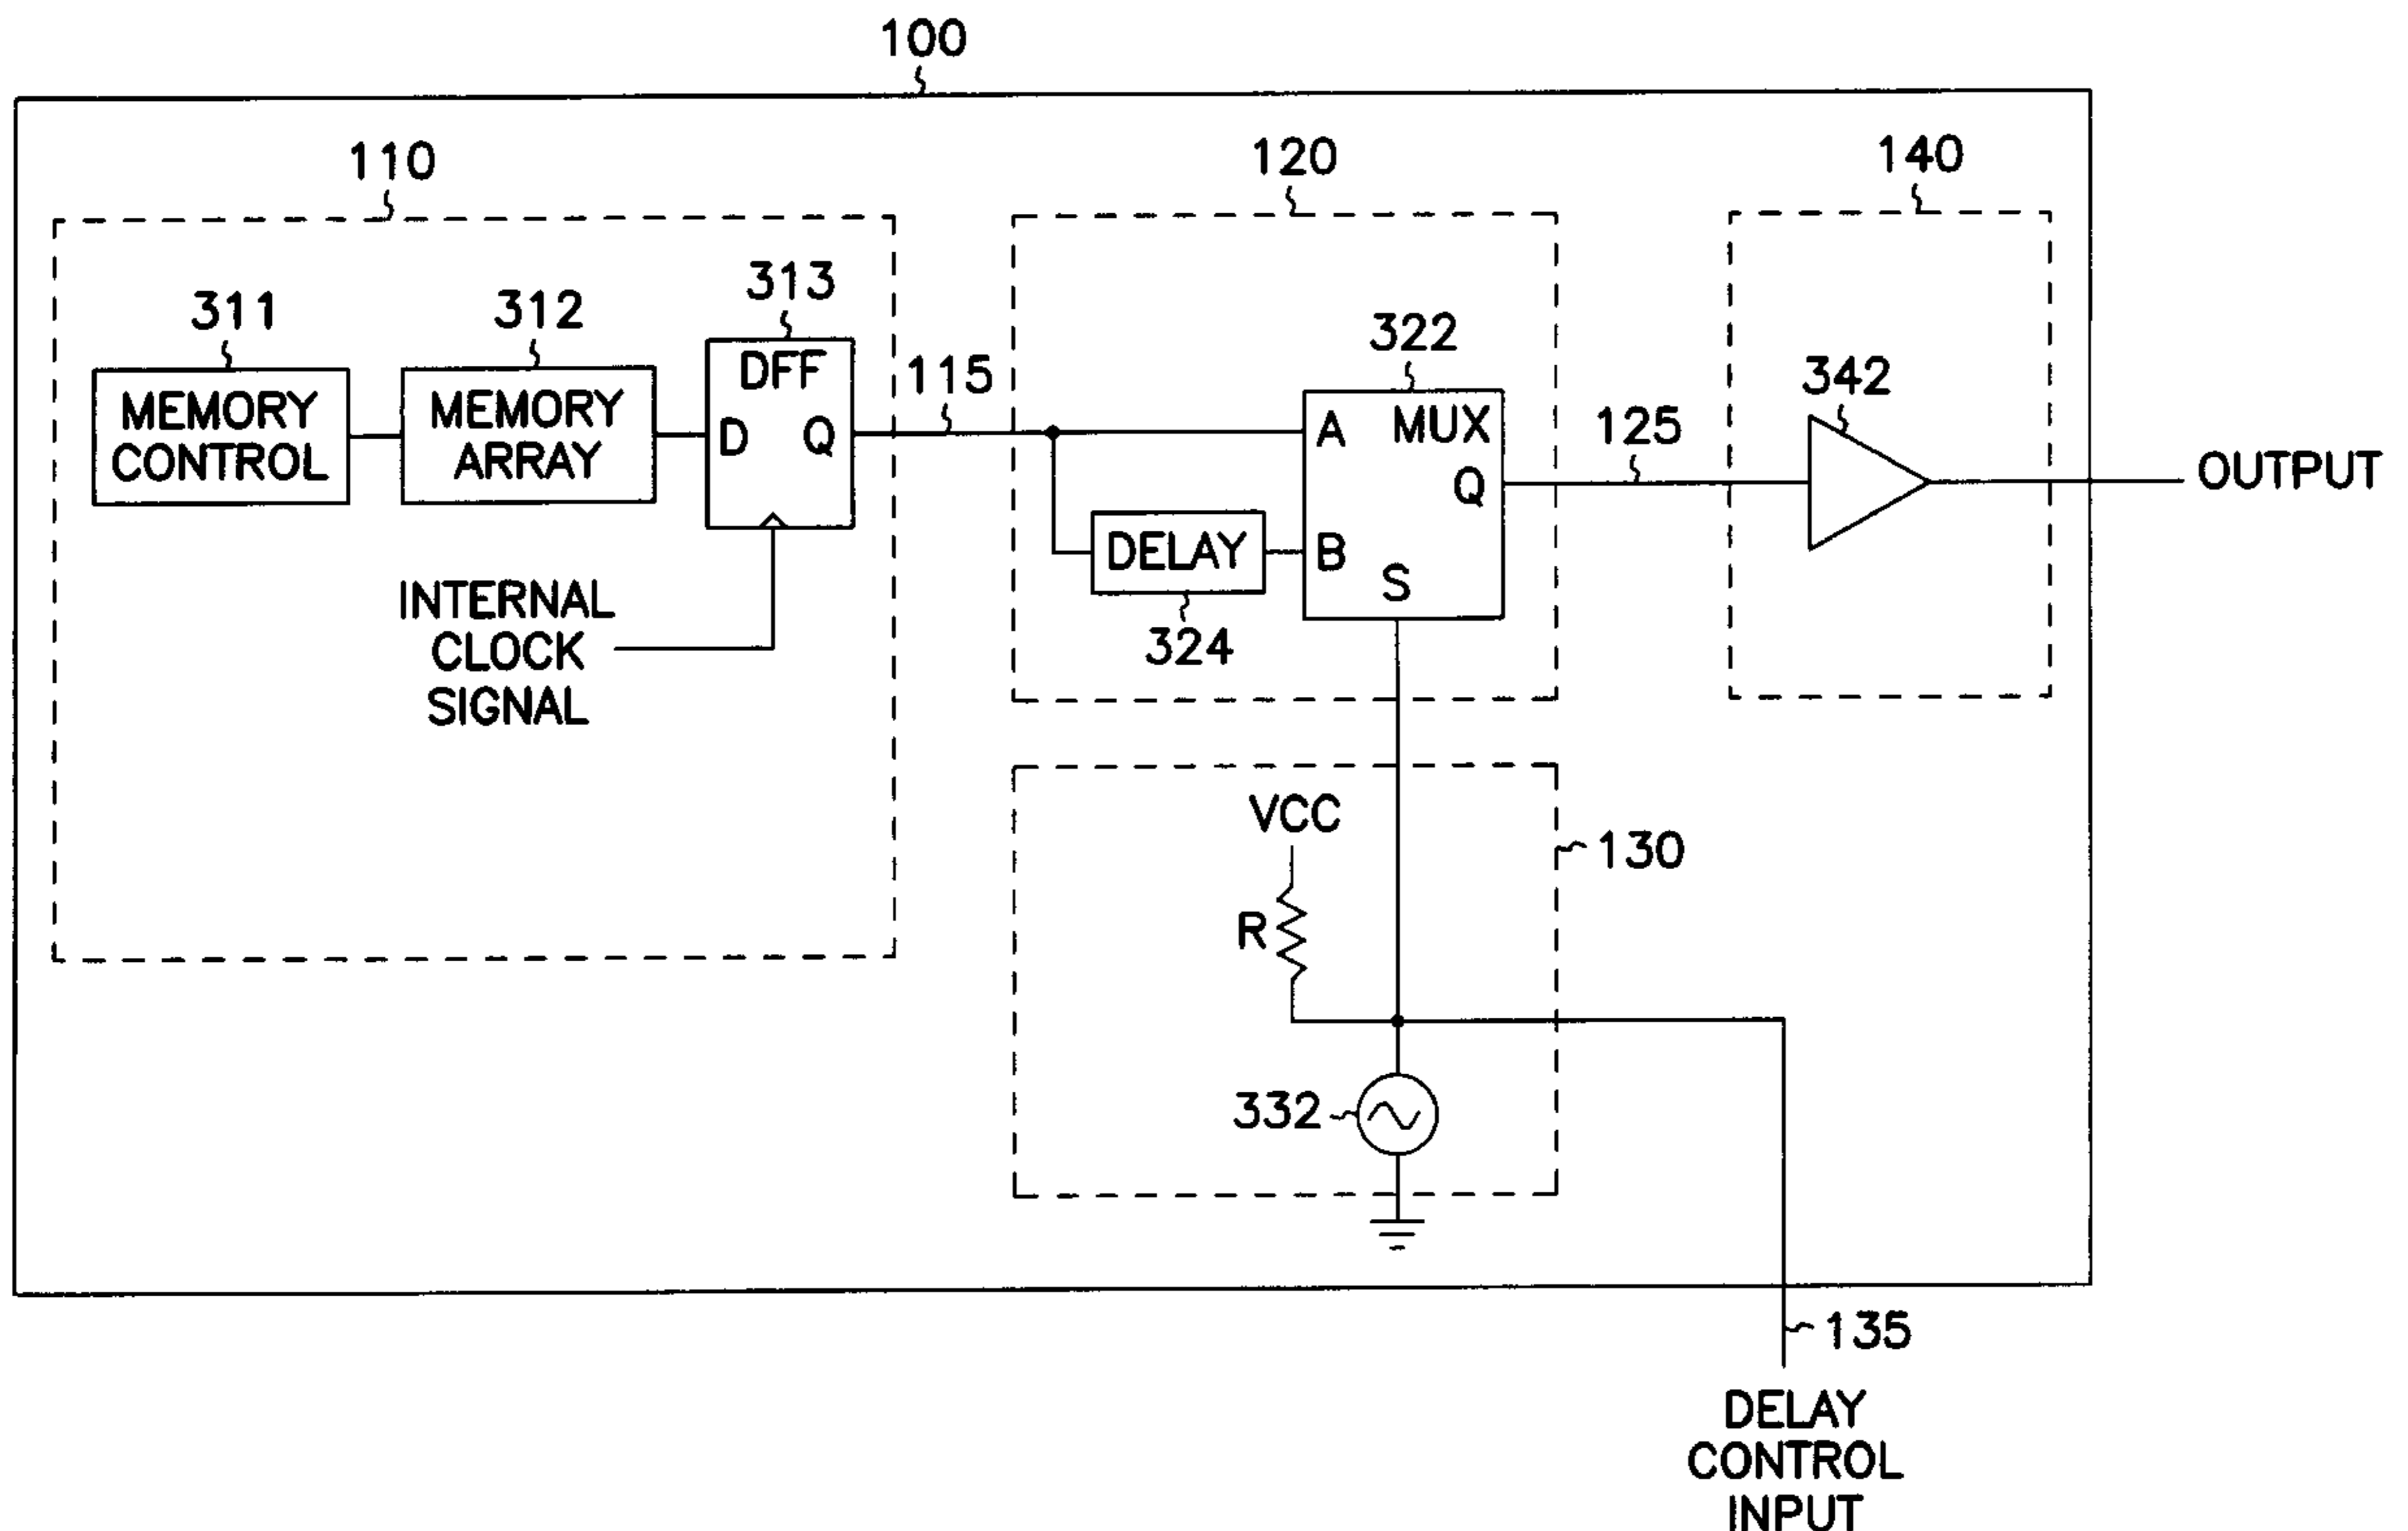 100
110
120
140
311
312
313
115
322
125
342
MEMORY
CONTROL
MEMORY
ARRAY
DFF
D
Q
A
MUX
Q
B
S
DELAY
324
OUTPUT
INTERNAL
CLOCK
SIGNAL
VCC
R
130
332
135
DELAY
CONTROL
INPUT